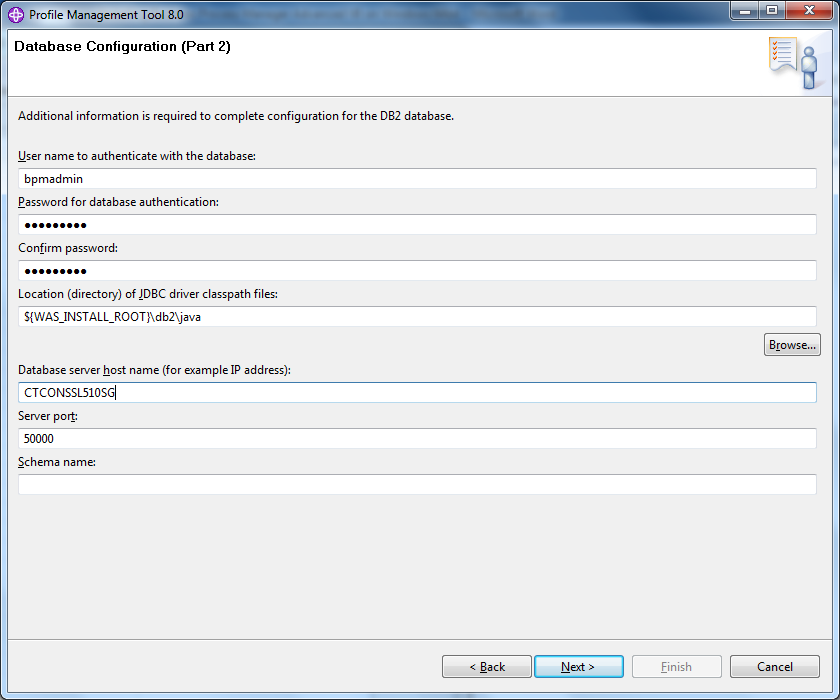 Profile Management Tool 8.0
Database Configuration (Part 2)
Additional information is required to complete configuration for the DB2 database.
User name to authenticate with the database:
bpmadmin
Password for database authentication:
●●●●●●●●●
Confirm password:
●●●●●●●●●
Location (directory) of JDBC driver classpath files:
${WAS_INSTALL_ROOT}\db2\java
Browse...
Database server host name (for example IP address):
CTCONSSL510SG
Server port:
50000
Schema name:
< Back
Next >
Finish
Cancel